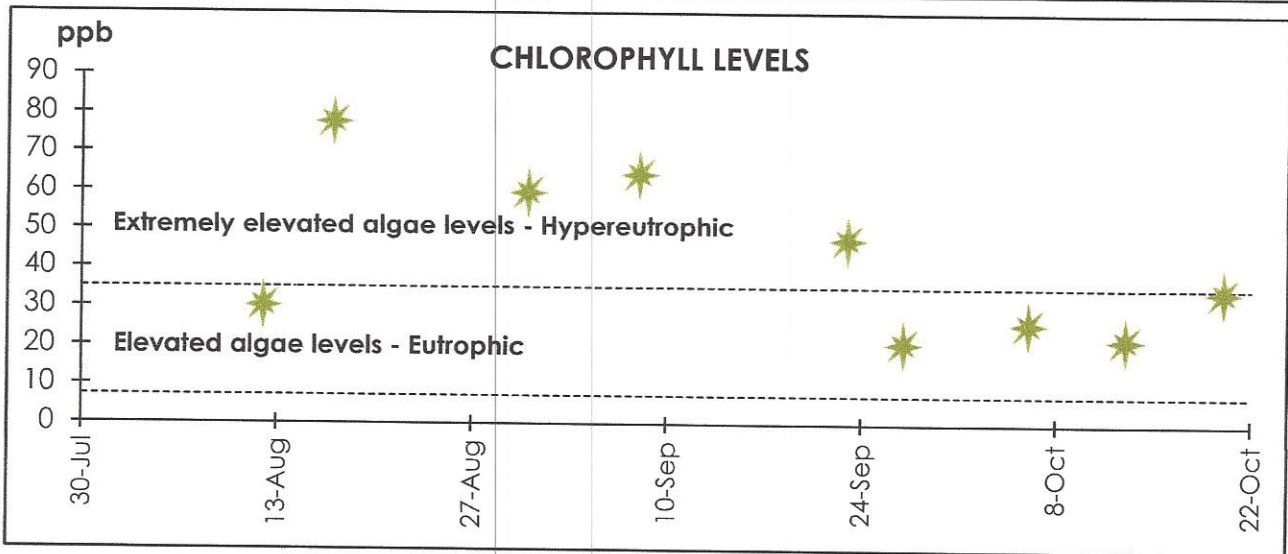 ppb
CHLOROPHYLL LEVELS
90
80
70
60
50
Extremely elevated algae levels - Hypereutrophic
40
30
20
Elevated algae levels - Eutrophic
10
0
30-Jul
13-Aug
27-Aug
10-Sep
24-Sep
8-Oct
22-Oct